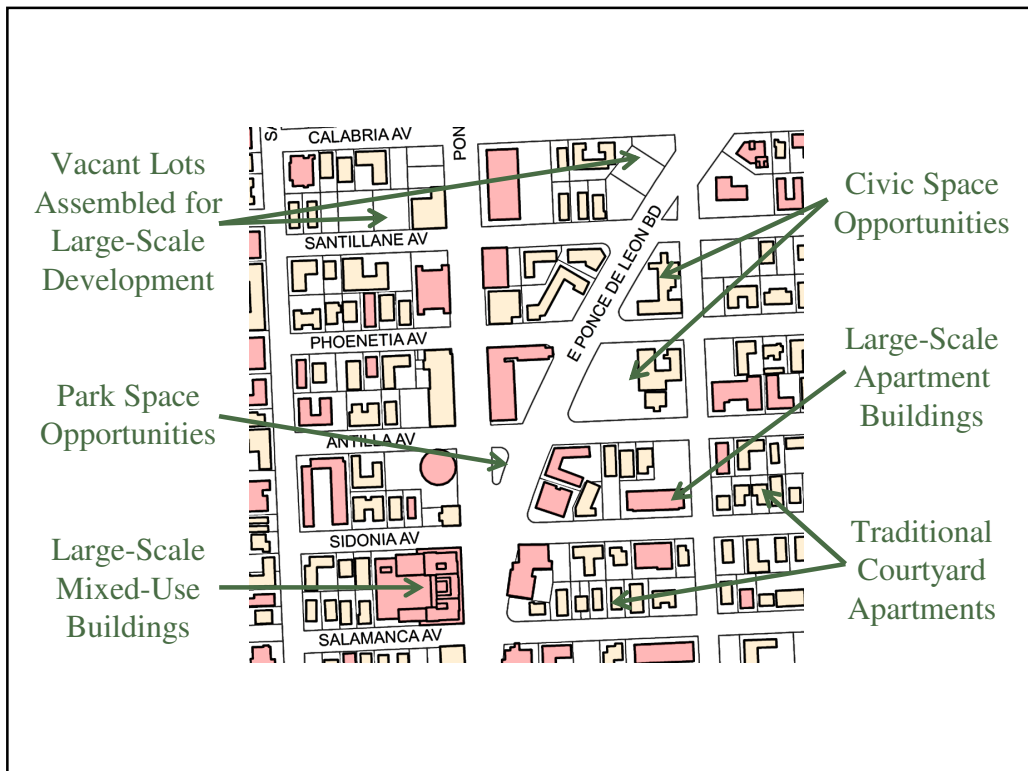 CALABRIA AV
PON
Vacant Lots
Assembled for
Large-Scale
Development
SANTILLANE AV
E PONCE DE LEON BD
Civic Space
Opportunities
PHOENETIA AV
Large-Scale
Apartment
Buildings
Park Space
Opportunities
ANTILLA AV
SIDONIA AV
Large-Scale
Mixed-Use
Buildings
Traditional
Courtyard
Apartments
SALAMANCA AV